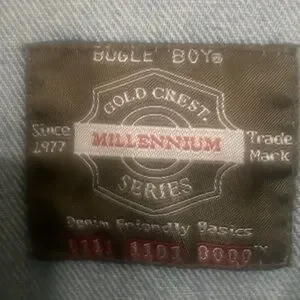 BUGLE BOY®
GOLD CREST.
Since 1977
MILLENNIUM
Trade Mark
SERIES
Denim Friendly Basics